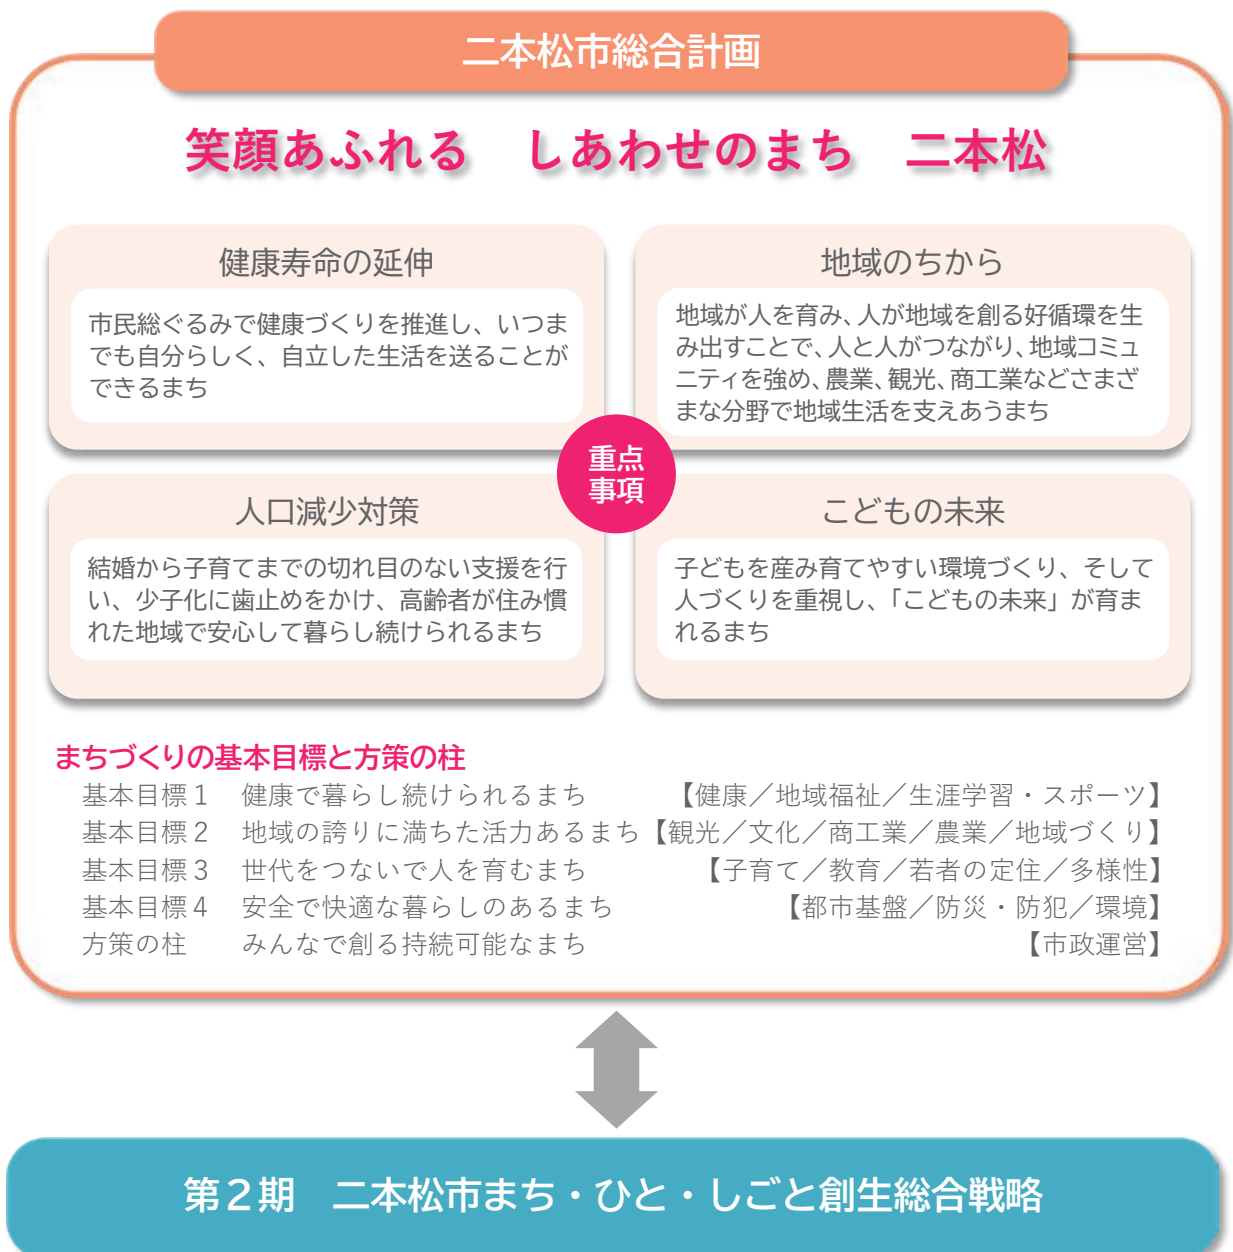 二本松市総合計画
笑顔あふれる　しあわせのまち　二本松
健康寿命の延伸
市民総ぐるみで健康づくりを推進し、いつま
でも自分らしく、自立した生活を送ることが
できるまち
地域のちから
地域が人を育み、人が地域を創る好循環を生
み出すことで、人と人がつながり、地域コミュ
ニティを強め、農業、観光、商工業などさまざ
まな分野で地域生活を支えあうまち
重点
事項
人口減少対策
結婚から子育てまでの切れ目のない支援を行
い、少子化に歯止めをかけ、高齢者が住み慣
れた地域で安心して暮らし続けられるまち
こどもの未来
子どもを産み育てやすい環境づくり、そして
人づくりを重視し、「こどもの未来」が育ま
れるまち
まちづくりの基本目標と方策の柱
基本目標１　健康で暮らし続けられるまち　【健康／地域福祉／生涯学習・スポーツ】
基本目標２　地域の誇りに満ちた活力あるまち【観光／文化／商工業／農業／地域づくり】
基本目標３　世代をつないで人を育むまち　【子育て／教育／若者の定住／多様性】
基本目標４　安全で快適な暮らしのあるまち　【都市基盤／防災・防犯／環境】
方策の柱　みんなで創る持続可能なまち　【市政運営】
第２期　二本松市まち・ひと・しごと創生総合戦略